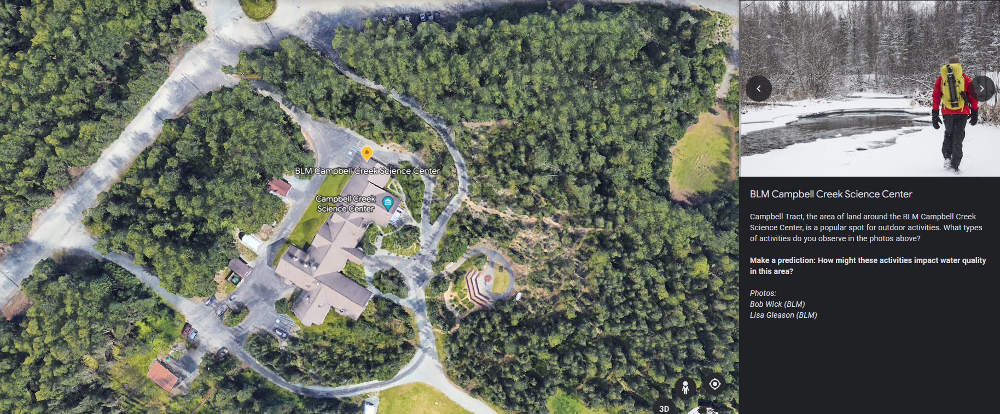 BLM Campbell Creek Science Center
Campbell Creek
Science Center
3D
BLM Campbell Creek Science Center
Campbell Tract, the area of land around the BLM Campbell Creek
Science Center, is a popular spot for outdoor activities. What types
of activities do you observe in the photos above?
Make a prediction: How might these activities impact water quality
in this area?
Photos:
Bob Wick (BLM)
Lisa Gleason (BLM)